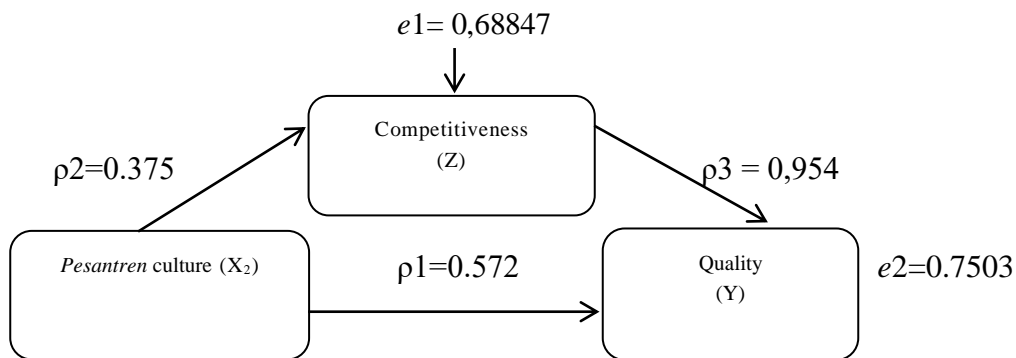 e1= 0,68847
Competitiveness
(Z)
ρ2=0.375
ρ3 = 0,954
Pesantren culture (X₂)
ρ1=0.572
Quality
(Y)
e2=0.7503